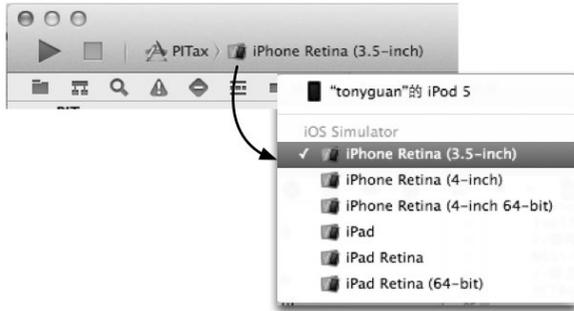 PITax 〉 iPhone Retina (3.5-inch)
“tonyguan”的 iPod 5
iOS Simulator
✓ iPhone Retina (3.5-inch)
iPhone Retina (4-inch)
iPhone Retina (4-inch 64-bit)
iPad
iPad Retina
iPad Retina (64-bit)